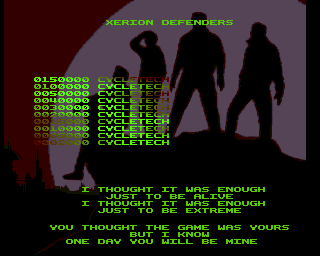 XERION DEFENDERS
0150000 CYCLETECH
0100000 CYCLETECH
0050000 CYCLETECH
0040000 CYCLETECH
0030000 CYCLETECH
0020000 CYCLETECH
CYCLETECH
0010000 CYCLETECH
CYCLETECH
CYCLETECH
I THOUGHT IT WAS ENOUGH
JUST TO BE ALIVE
I THOUGHT IT WAS ENOUGH
JUST TO BE EXTREME
YOU THOUGHT THE GAME WAS YOURS
BUT I KNOW
ONE DAY YOU WILL BE MINE